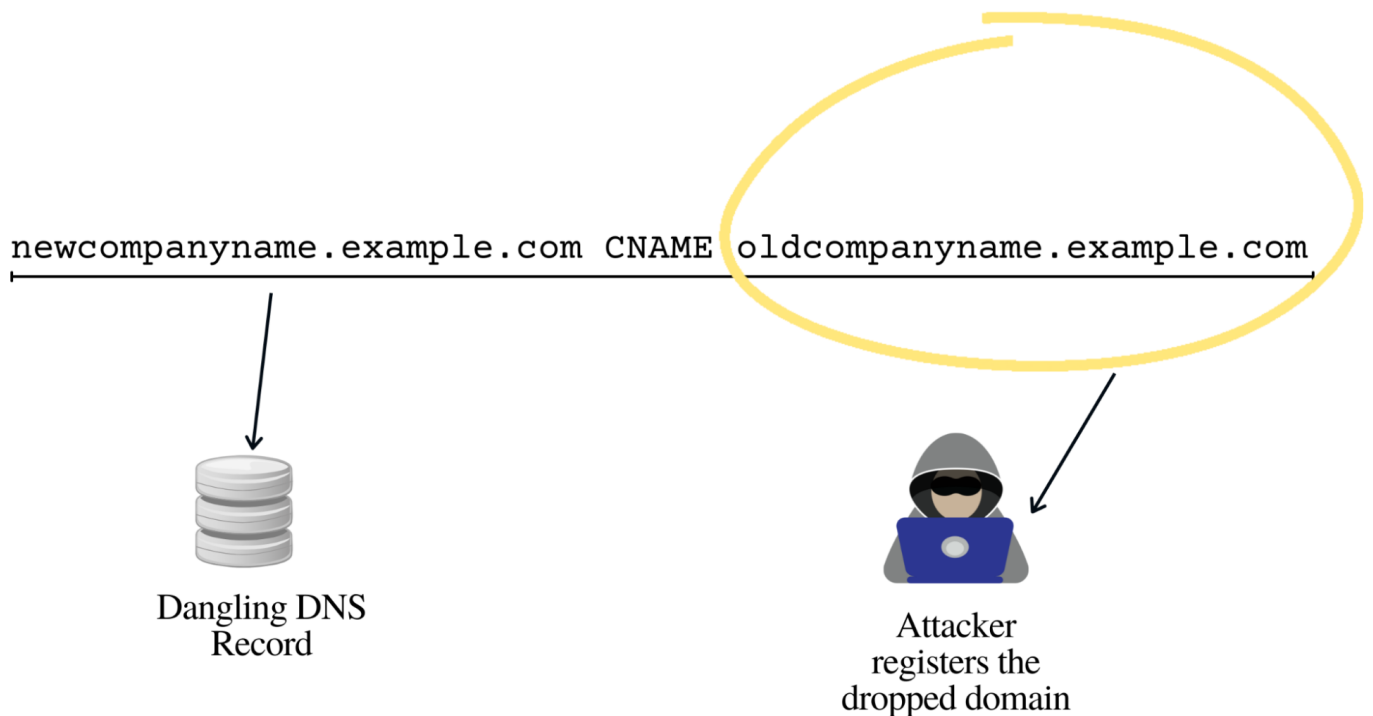 newcompanyname.example.com CNAME oldcompanyname.example.com
Dangling DNS
Record
Attacker
registers the
dropped domain